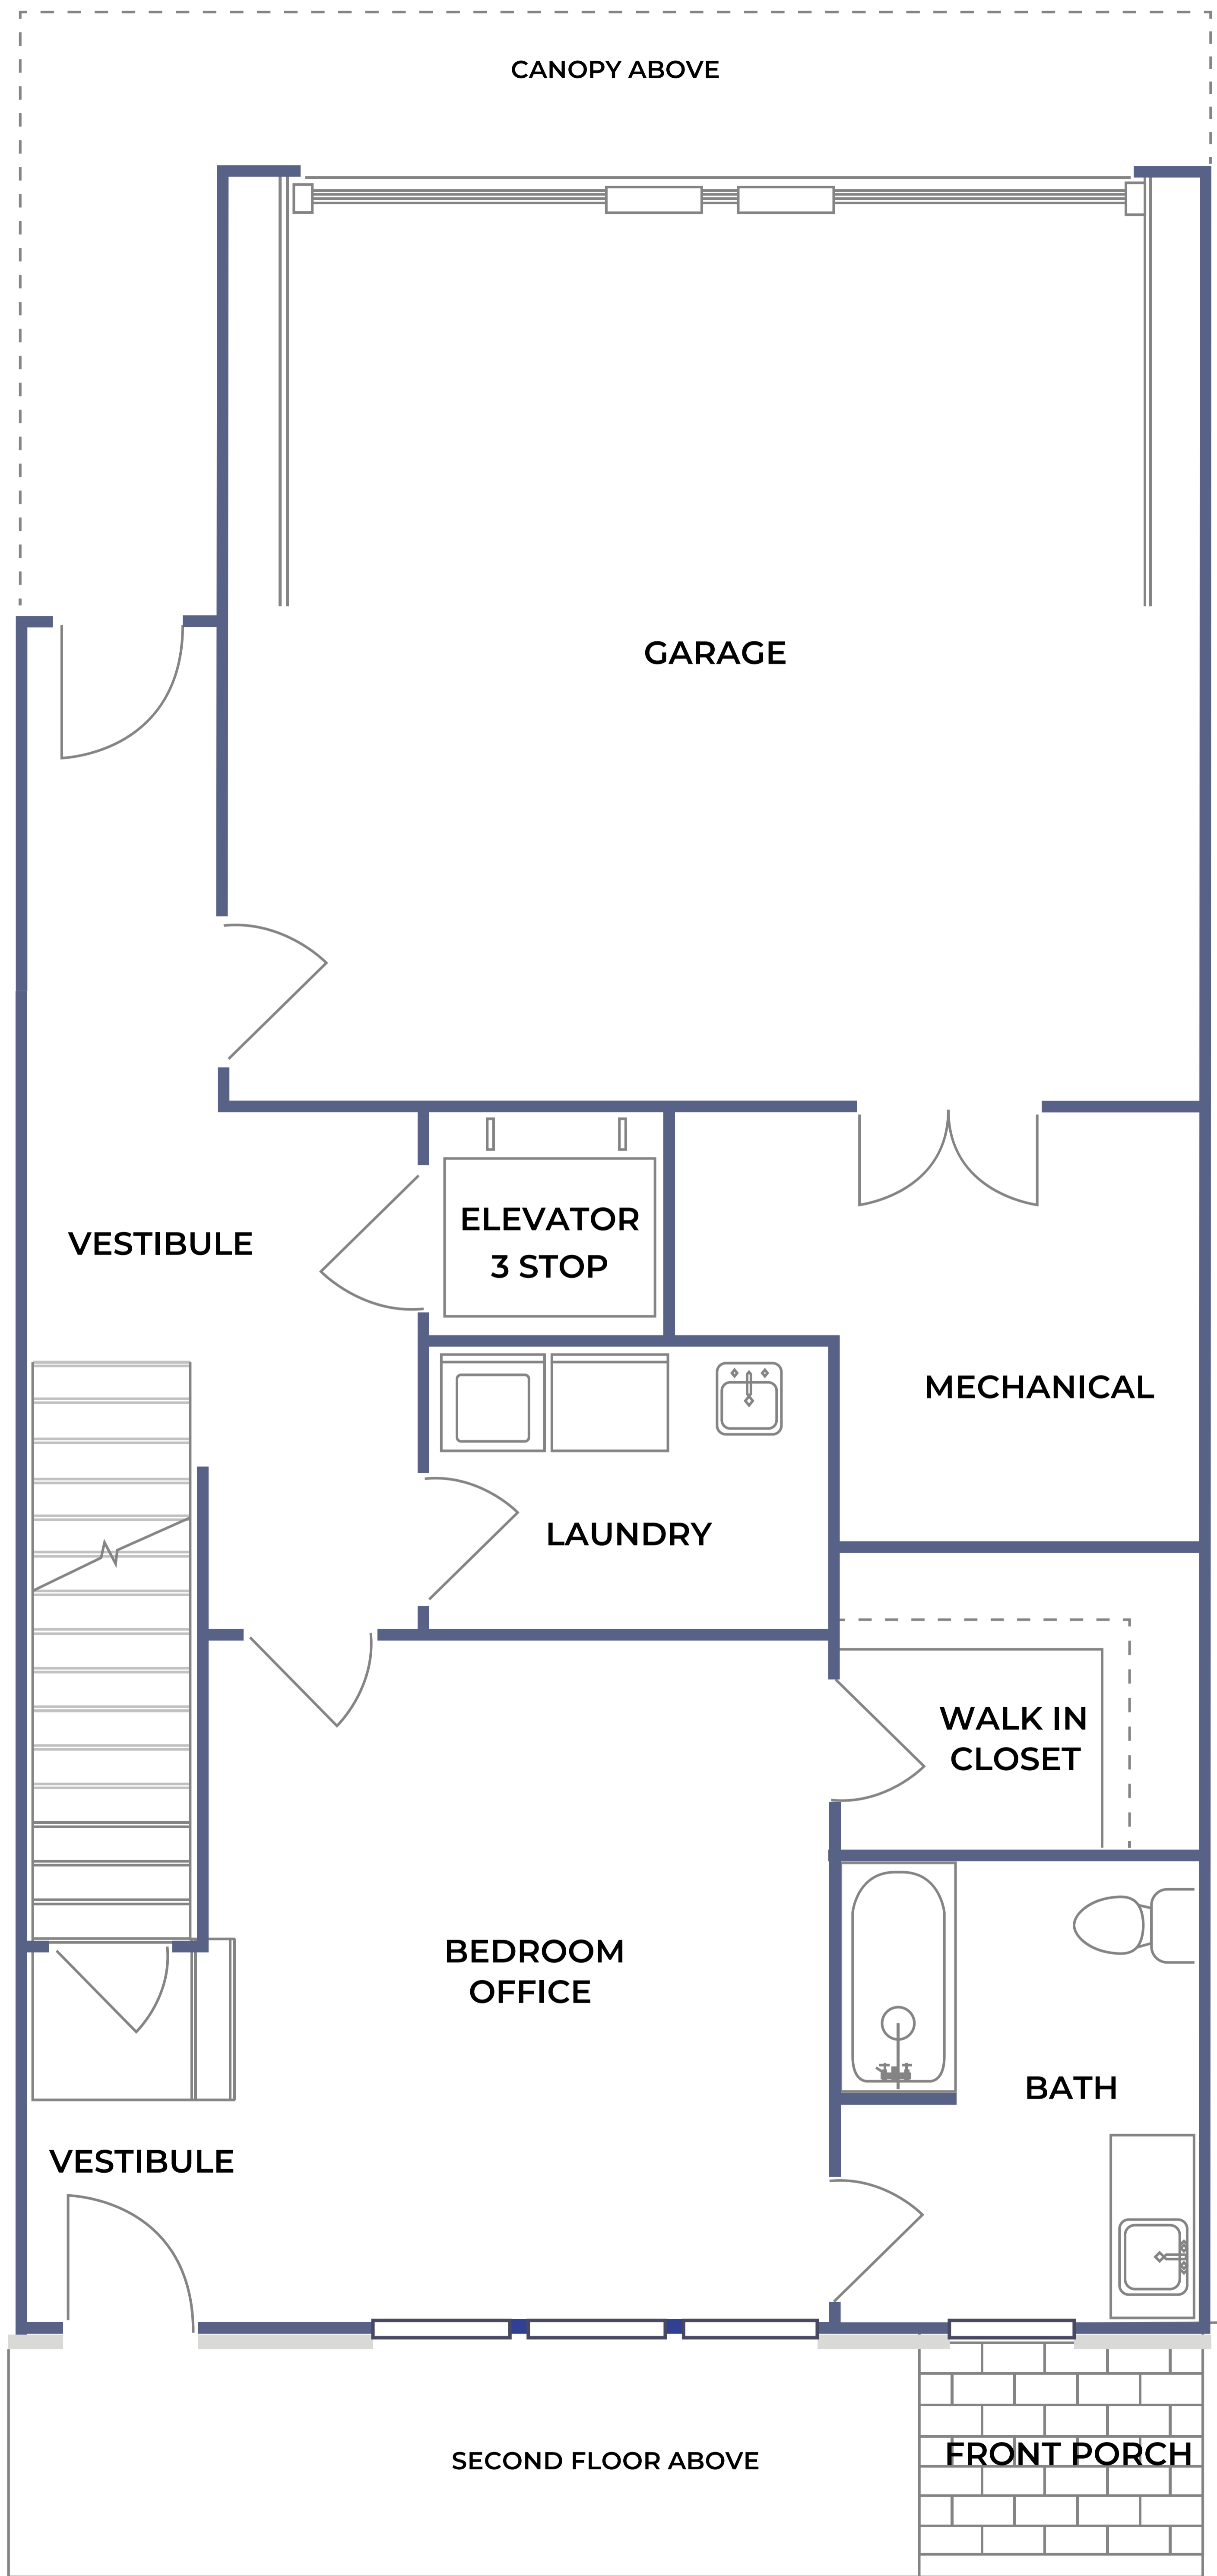 CANOPY ABOVE
GARAGE
VESTIBULE
ELEVATOR
3 STOP
MECHANICAL
LAUNDRY
WALK IN
CLOSET
BEDROOM
OFFICE
BATH
VESTIBULE
SECOND FLOOR ABOVE
FRONT PORCH